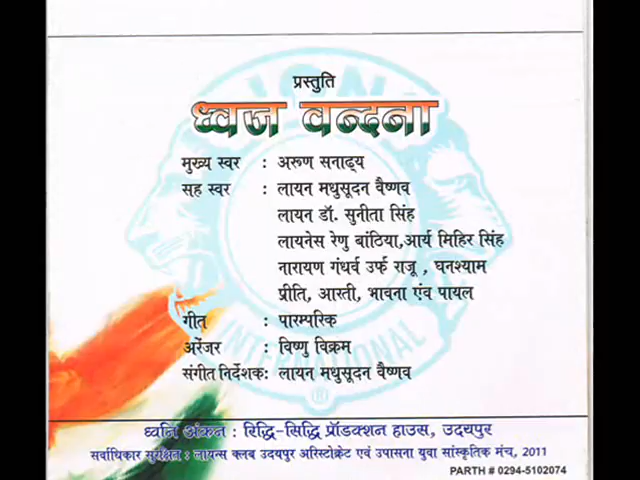 प्रस्तुति
ध्वज वन्दना
मुख्य स्वर : अरूण सनाढ्य
सह स्वर : लायन मधुसूदन वैष्णव
लायन डॉ. सुनीता सिंह
लायनेस रेणु बांठिया,आर्य मिहिर सिंह
नारायण गंधर्व उर्फ राजू , घनश्याम
प्रीति, आरती, भावना एंव पायल
गीत : पारम्परिक
अरेंजर : विष्णु विक्रम
संगीत निर्देशक: लायन मधुसूदन वैष्णव
ध्वनि अंकन : रिद्धि-सिद्धि प्रॉडक्शन हाउस, उदयपुर
सर्वाधिकार सुरक्षित : लायन्स क्लब उदयपुर अरिस्टोक्रेट एवं उपासना युवा सांस्कृतिक मंच, 2011
PARTH # 0294-5102074
LIONS
INTERNATIONAL